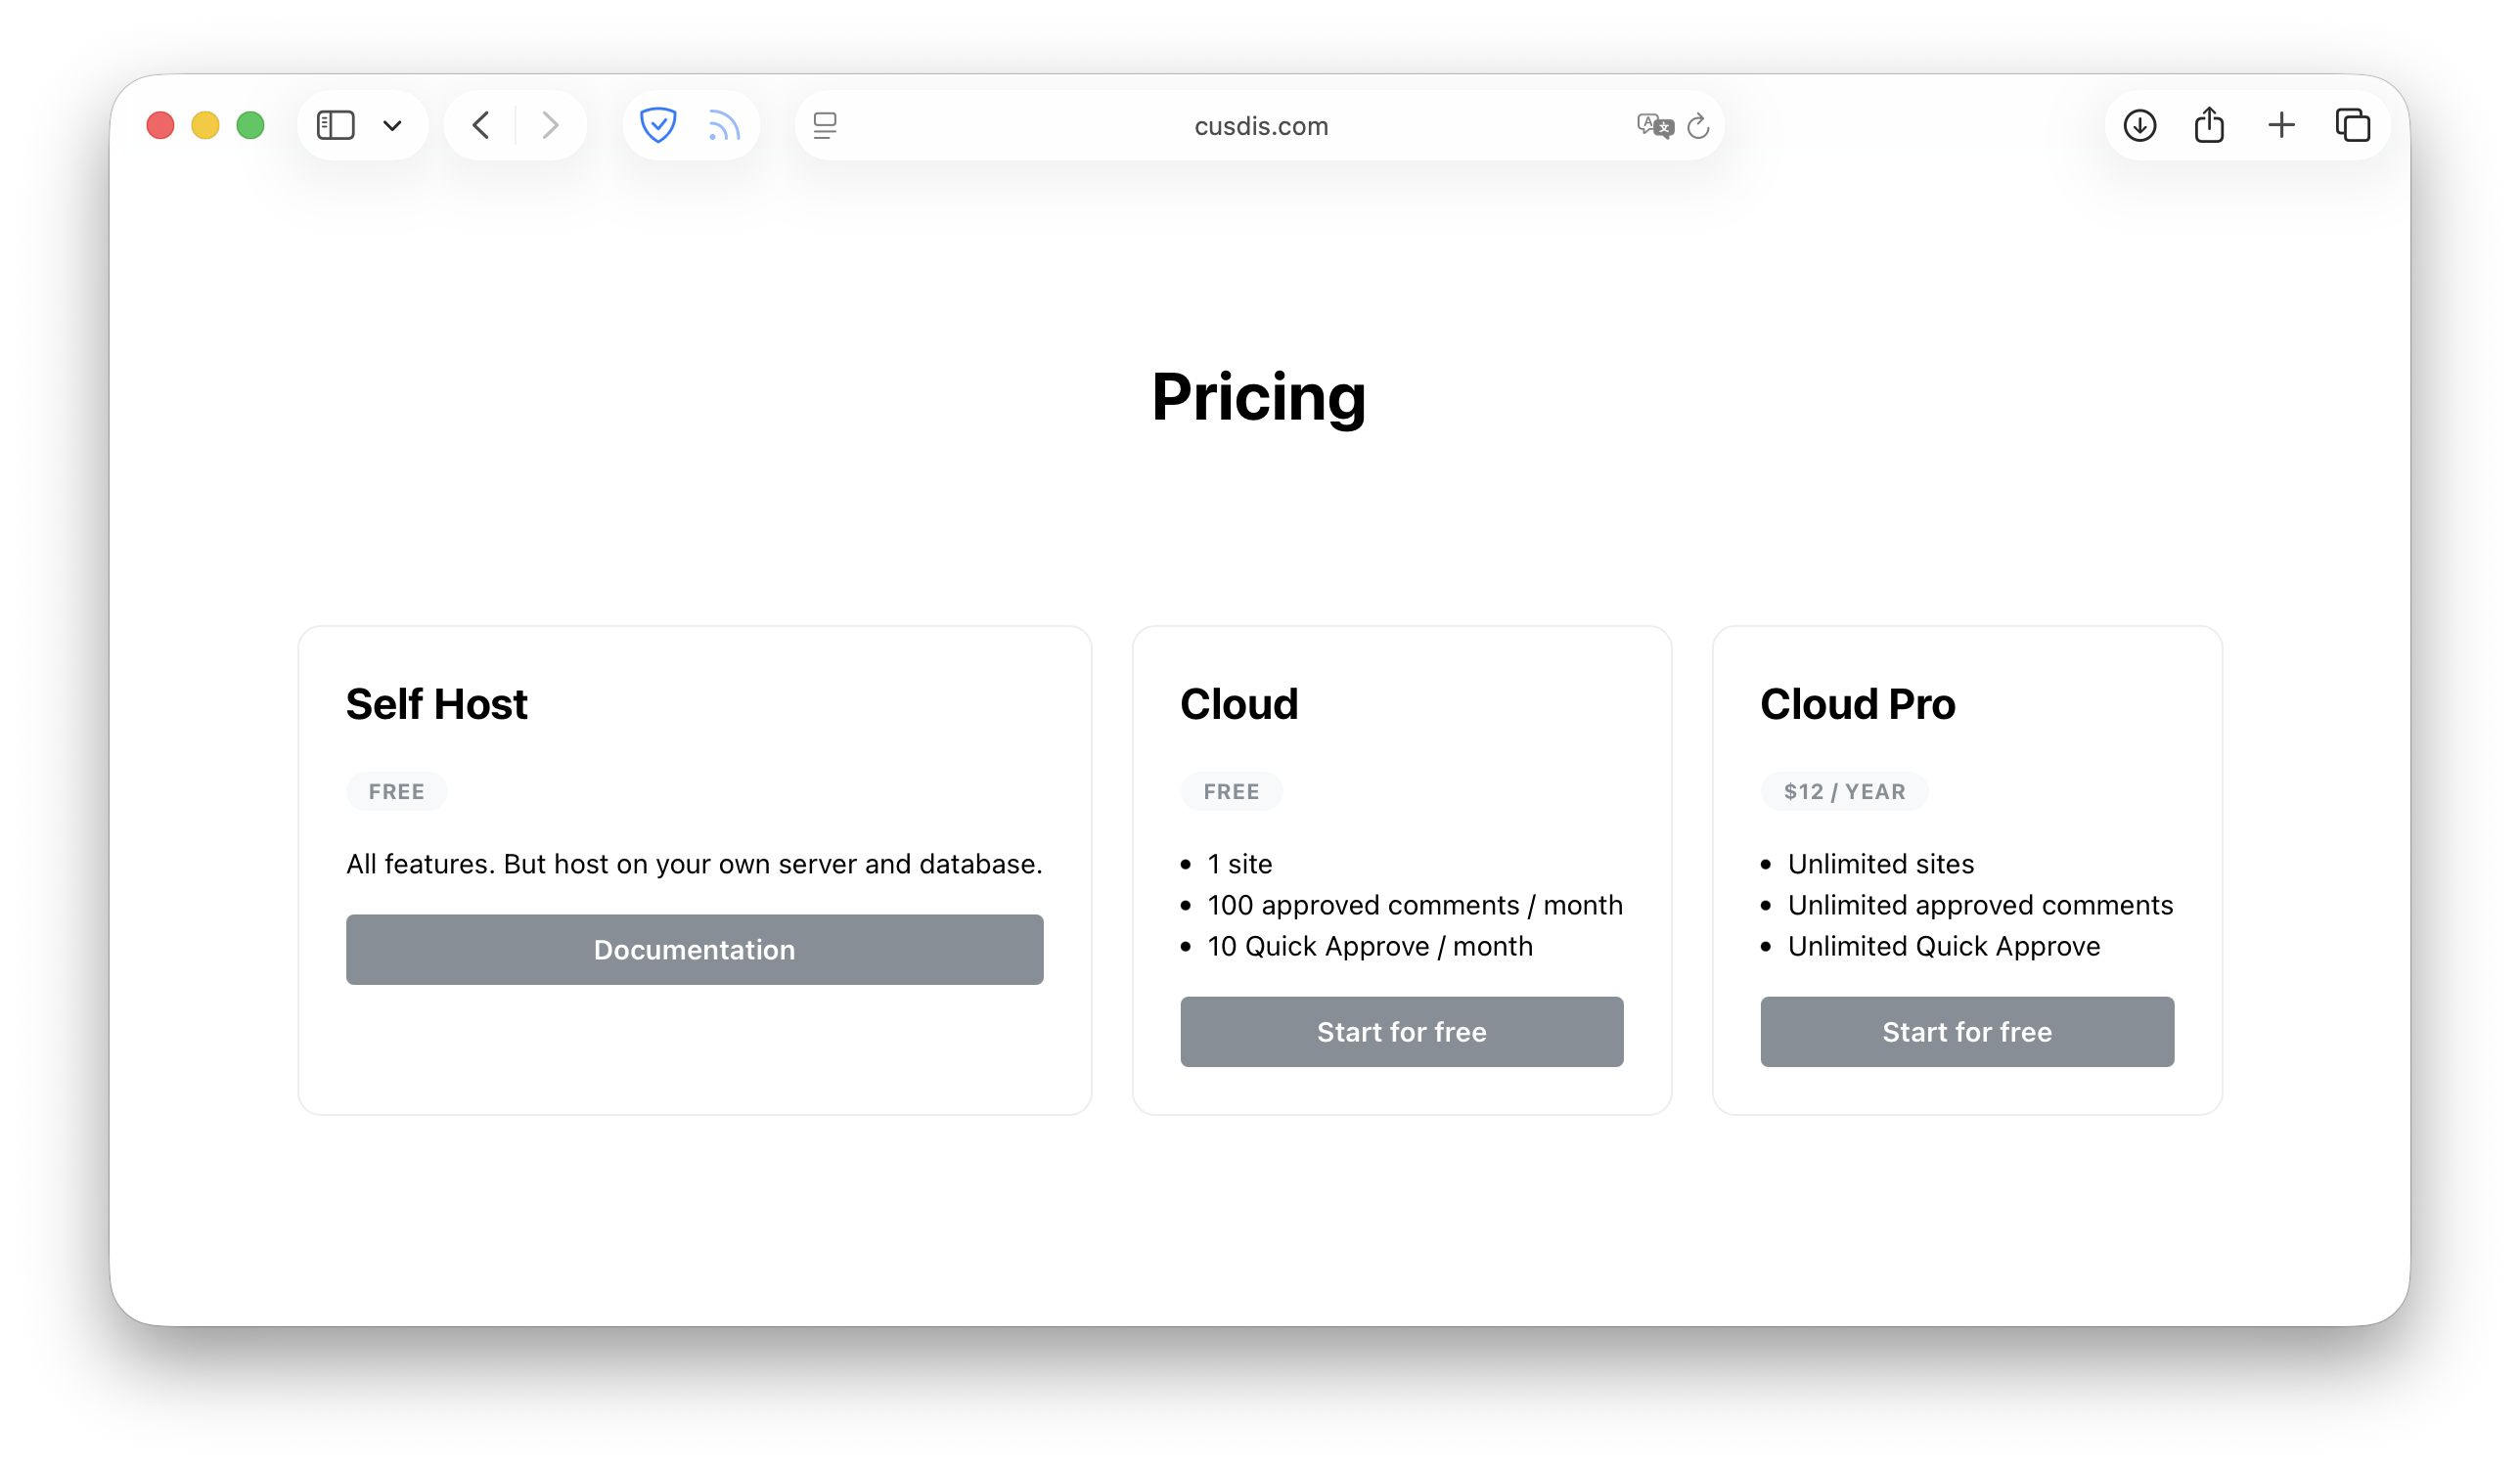 cusdis.com
Pricing
Self Host
FREE
All features. But host on your own server and database.
Documentation
Cloud
FREE
• 1 site
• 100 approved comments / month
• 10 Quick Approve / month
Start for free
Cloud Pro
$12 / YEAR
• Unlimited sites
• Unlimited approved comments
• Unlimited Quick Approve
Start for free